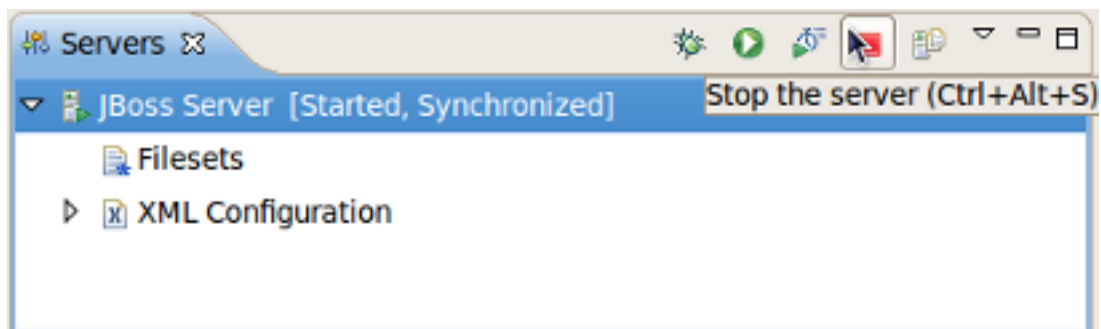 Servers
Stop the server (Ctrl+Alt+S)
JBoss Server [Started, Synchronized]
Filesets
XML Configuration